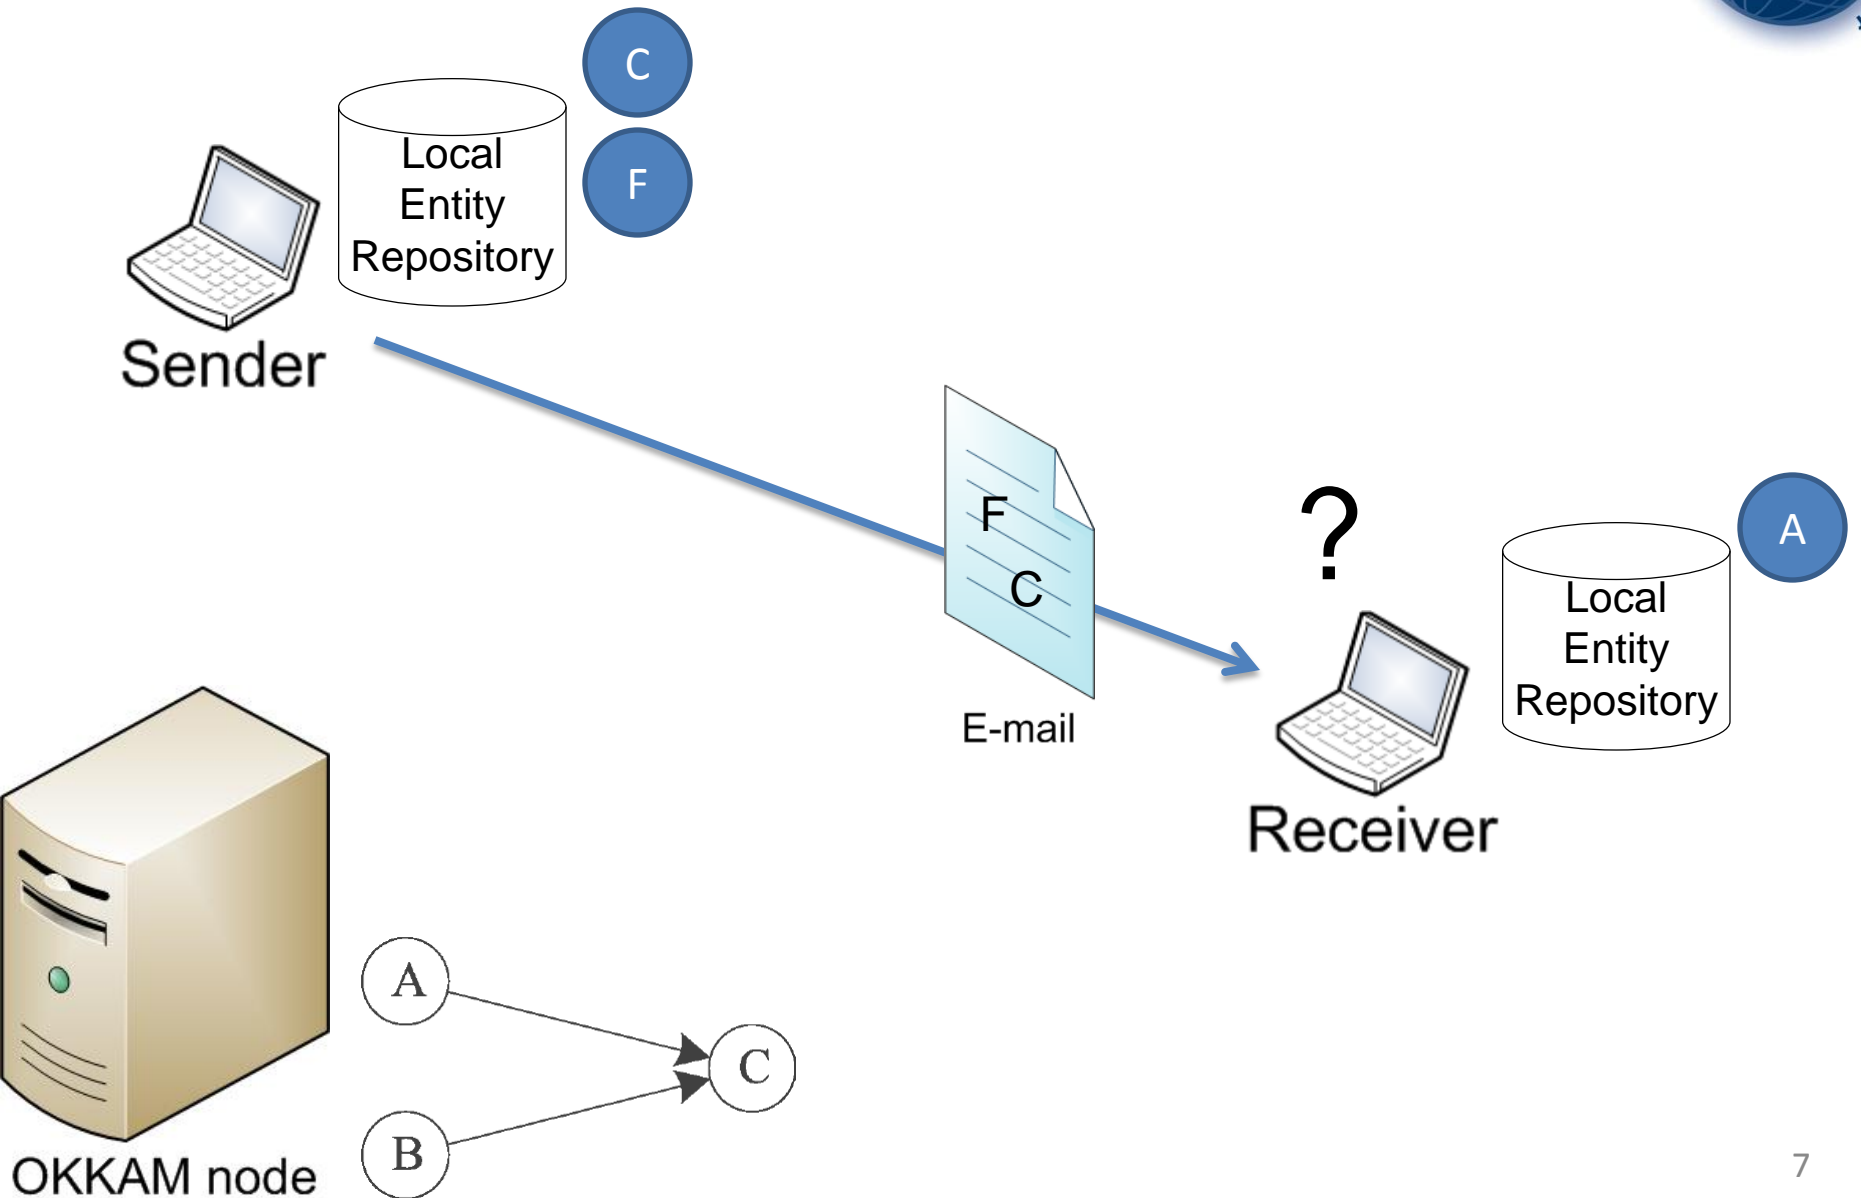 C
F
Local
Entity
Repository
Sender
F
C
E-mail
?
A
Local
Entity
Repository
Receiver
A
C
B
OKKAM node
7